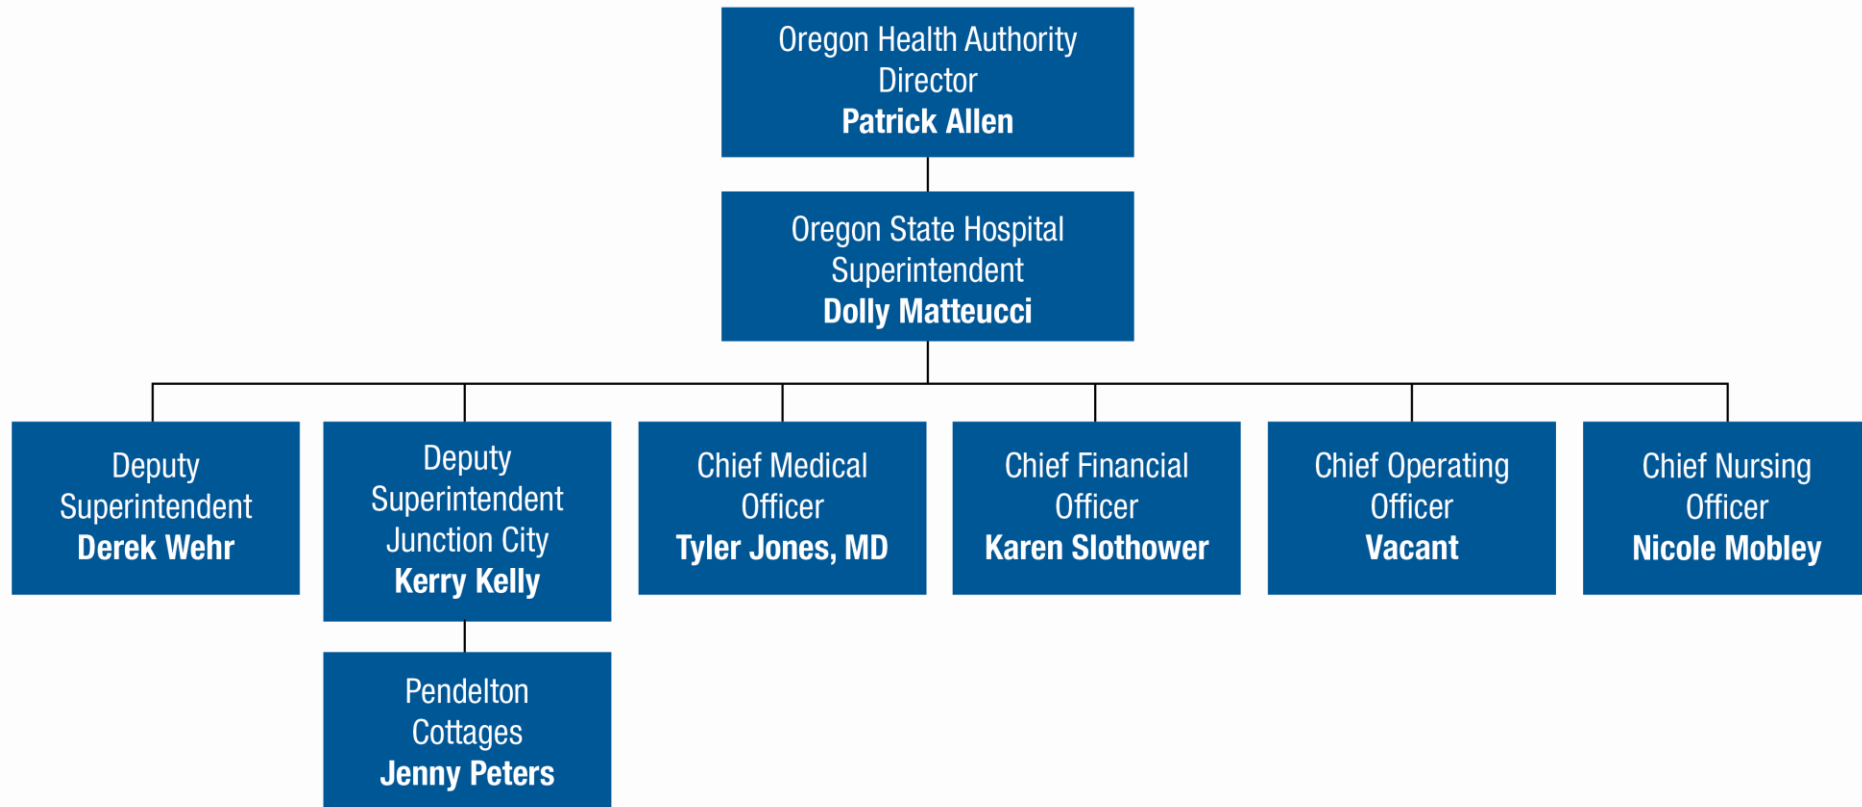 Oregon Health Authority
Director
Patrick Allen
Oregon State Hospital
Superintendent
Dolly Matteucci
Deputy
Superintendent
Derek Wehr
Deputy
Superintendent
Junction City
Kerry Kelly
Chief Medical
Officer
Tyler Jones, MD
Chief Financial
Officer
Karen Slothower
Chief Operating
Officer
Vacant
Chief Nursing
Officer
Nicole Mobley
Pendelton
Cottages
Jenny Peters